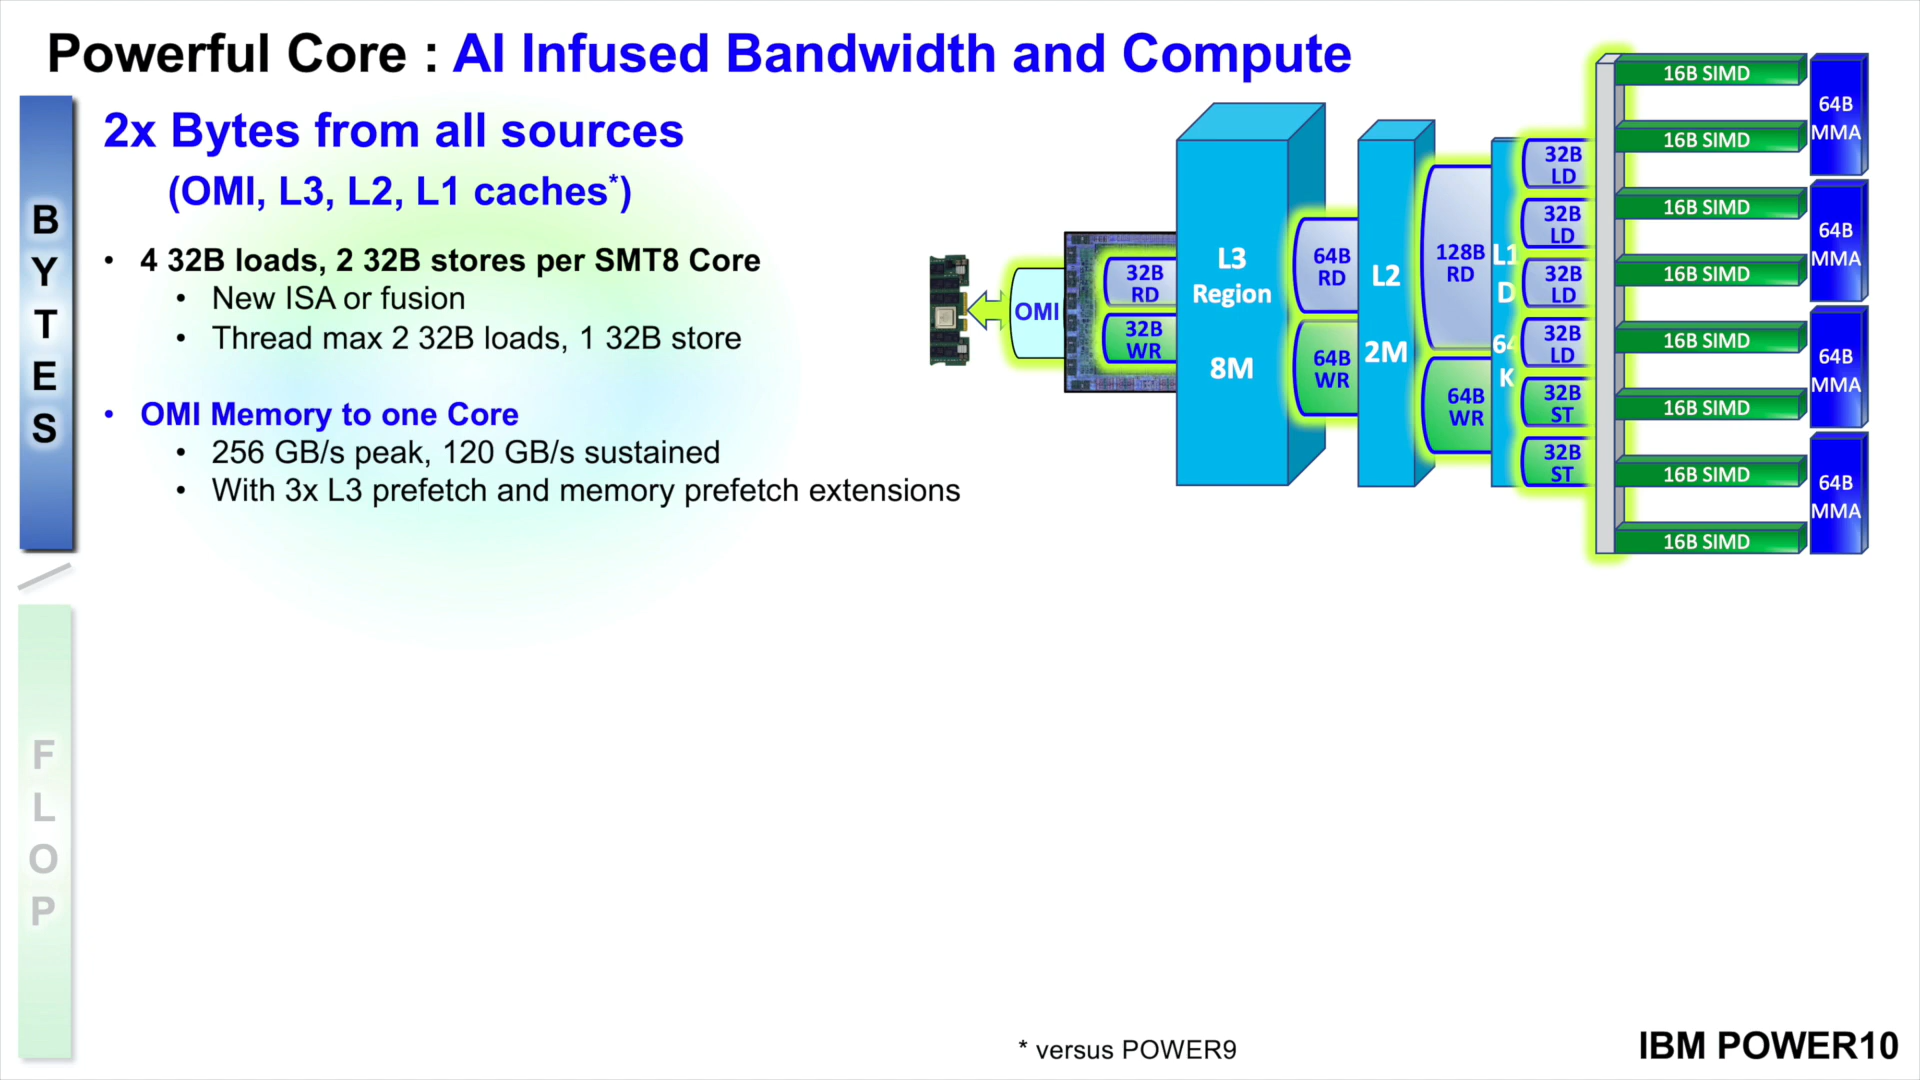 Powerful Core : AI Infused Bandwidth and Compute
BYTES
/
FLOP
2x Bytes from all sources
(OMI, L3, L2, L1 caches*)
• 4 32B loads, 2 32B stores per SMT8 Core
• New ISA or fusion
• Thread max 2 32B loads, 1 32B store
• OMI Memory to one Core
• 256 GB/s peak, 120 GB/s sustained
• With 3x L3 prefetch and memory prefetch extensions
OMI
32B
RD
32B
WR
L3
Region
8M
64B
RD
64B
WR
L2
2M
128B
RD
64B
WR
L1
D
64
K
32B
LD
32B
LD
32B
LD
32B
LD
32B
ST
32B
ST
16B SIMD
16B SIMD
16B SIMD
16B SIMD
16B SIMD
16B SIMD
16B SIMD
16B SIMD
64B
MMA
64B
MMA
64B
MMA
64B
MMA
* versus POWER9
IBM POWER10